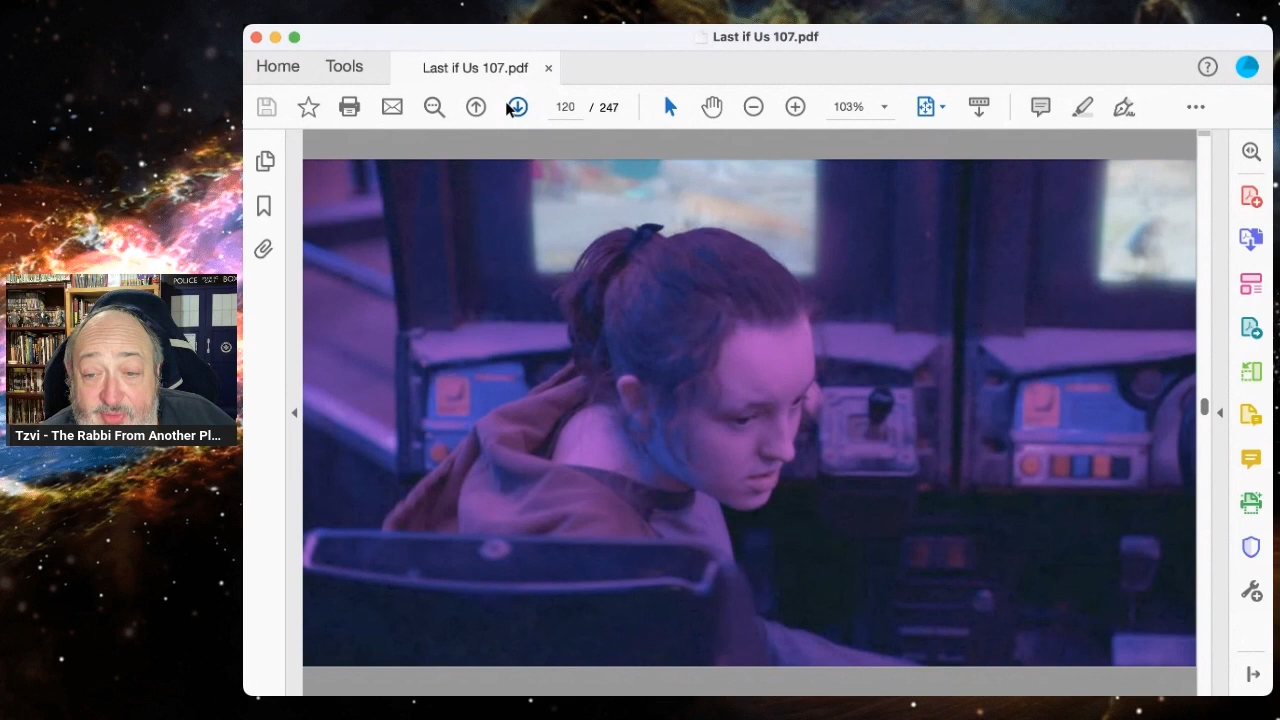 Last if Us 107.pdf
Home
Tools
Last if Us 107.pdf
120 / 247
103%
POLICE BOX
Tzvi - The Rabbi From Another Pl...